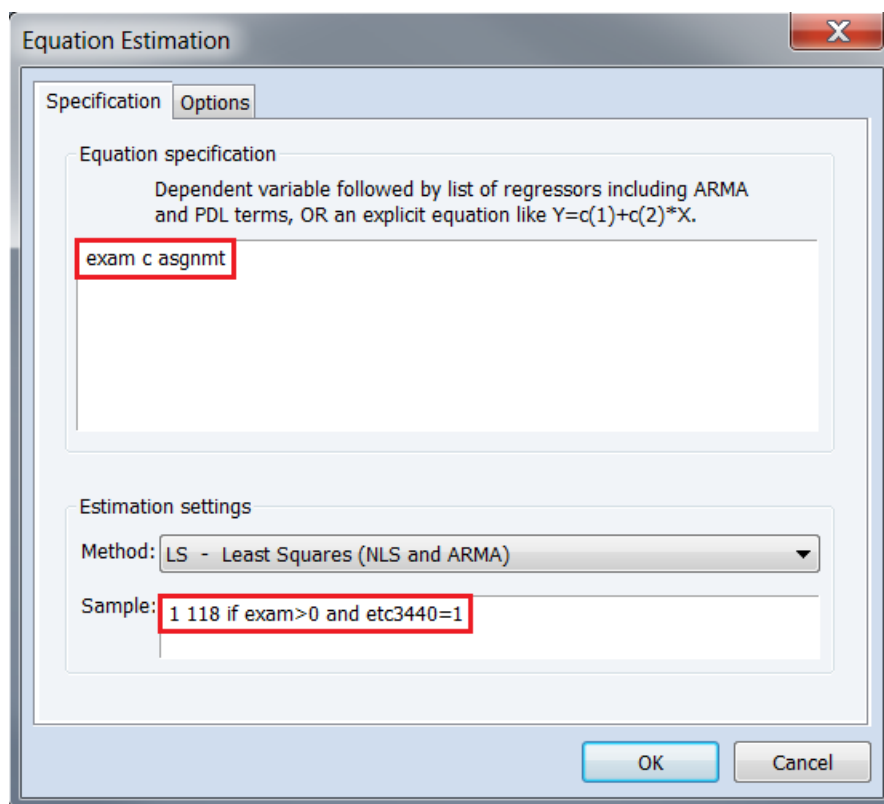 Equation Estimation
X
Specification
Options
Equation specification
Dependent variable followed by list of regressors including ARMA
and PDL terms, OR an explicit equation like Y=c(1)+c(2)*X.
exam c asgnmt
Estimation settings
Method: LS - Least Squares (NLS and ARMA)
Sample: 1 118 if exam>0 and etc3440=1
OK
Cancel